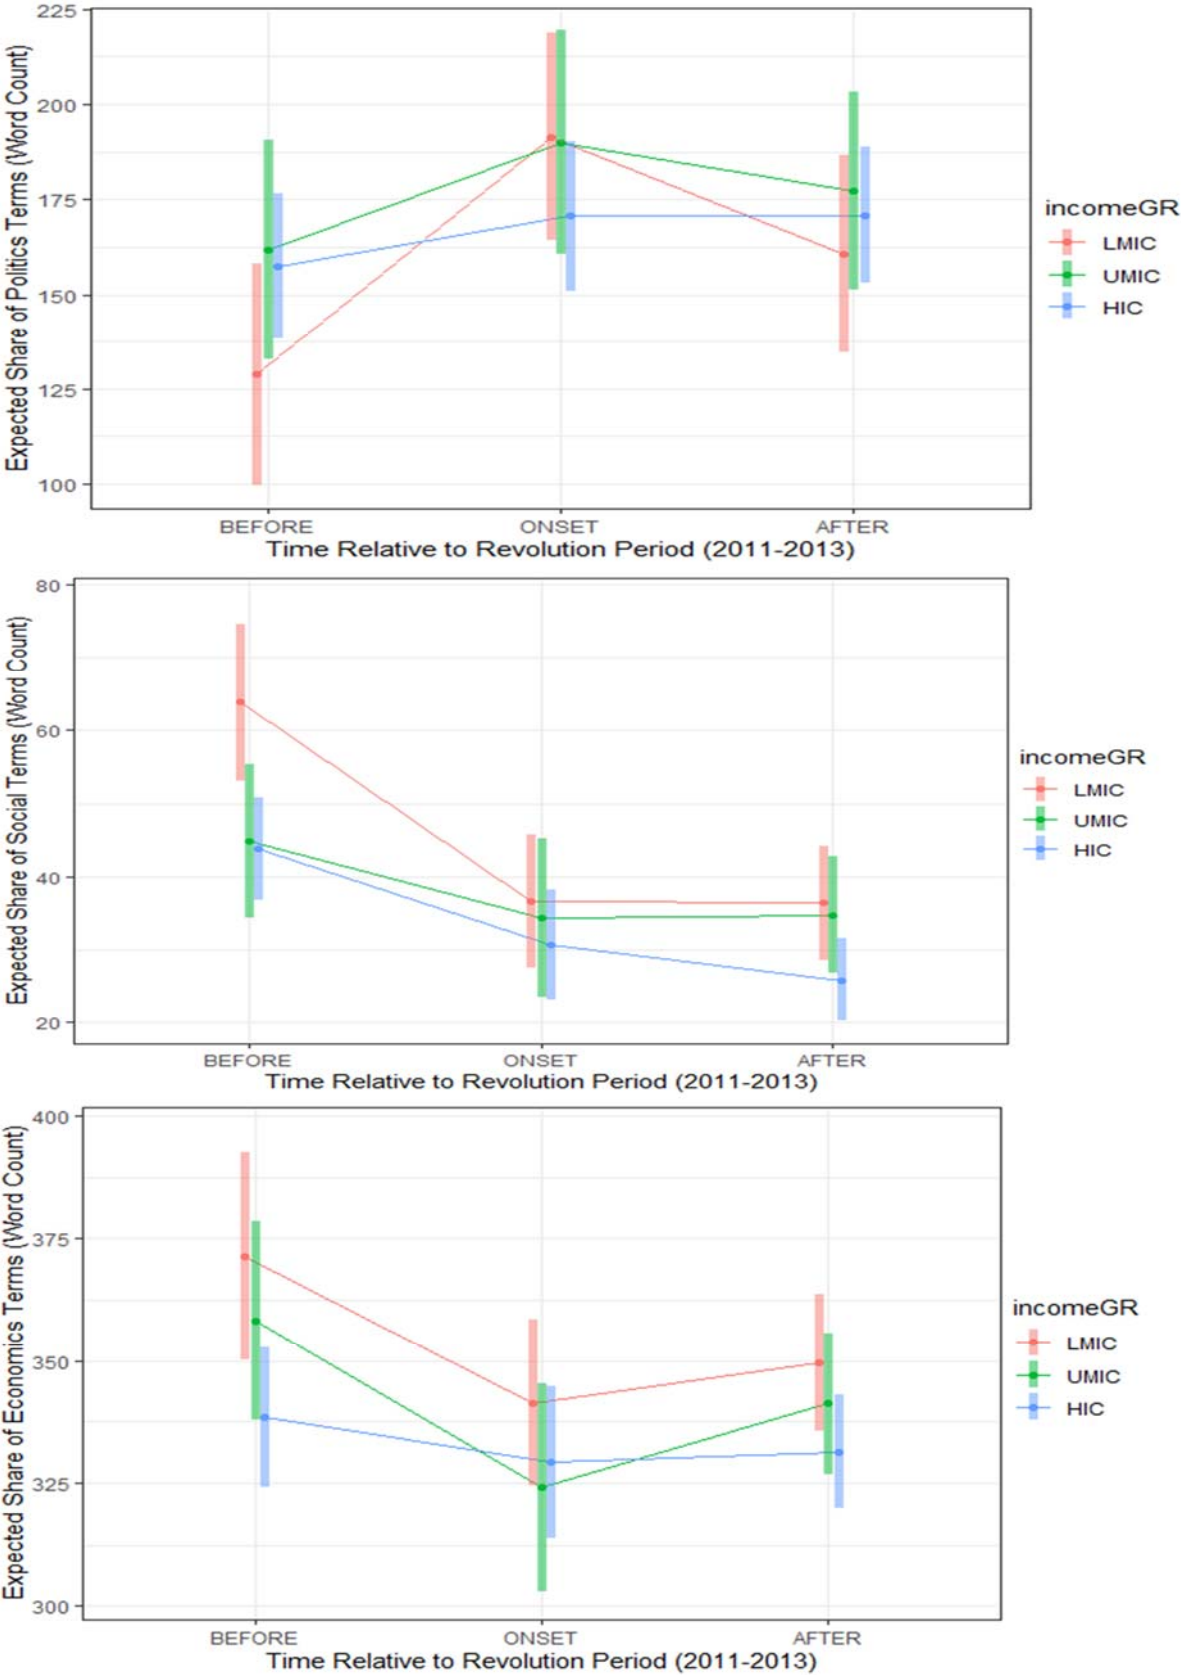 Expected Share of Politics Terms (Word Count)
225
200
175
150
125
100
BEFORE
ONSET
AFTER
Time Relative to Revolution Period (2011-2013)
incomeGR
LMIC
UMIC
HIC
Expected Share of Social Terms (Word Count)
80
60
40
20
BEFORE
ONSET
AFTER
Time Relative to Revolution Period (2011-2013)
incomeGR
LMIC
UMIC
HIC
Expected Share of Economics Terms (Word Count)
400
375
350
325
300
BEFORE
ONSET
AFTER
Time Relative to Revolution Period (2011-2013)
incomeGR
LMIC
UMIC
HIC